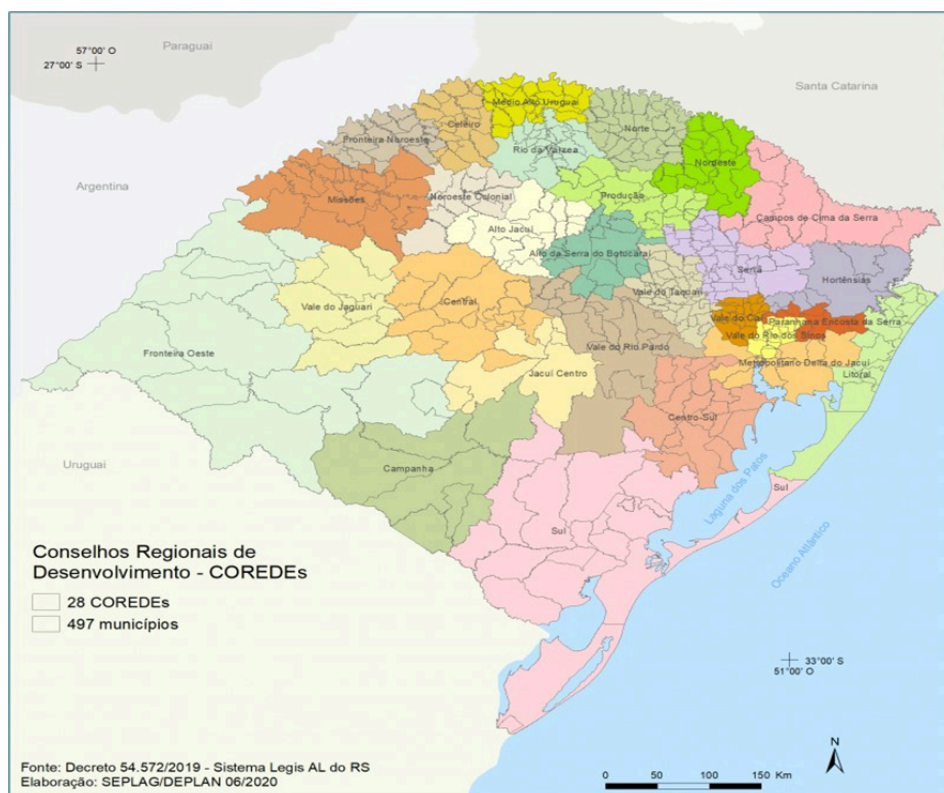 57°00' O
27°00' S
Paraguai
Santa Catarina
Argentina
Médio Alto Uruguai
Celeiro
Norte
Fronteira Noroeste
Rio da Várzea
Nordeste
Missões
Noroeste Colonial
Produção
Campos de Cima da Serra
Alto Jacuí
Alto da Serra do Botucaraí
Serra
Hortênsias
Vale do Taquari
Vale do Jaguari
Central
Vale do Caí
Paranhana Encosta da Serra
Vale do Rio dos Sinos
Vale do Rio Pardo
Fronteira Oeste
Metropolitano Delta do Jacuí
Jacuí Centro
Litoral
Centro-Sul
Uruguai
Campanha
Laguna dos Patos
Sul
Sul
Oceano Atlântico
Conselhos Regionais de
Desenvolvimento - COREDEs
28 COREDEs
497 municípios
33°00' S
51°00' O
N
Fonte: Decreto 54.572/2019 - Sistema Legis AL do RS
Elaboração: SEPLAG/DEPLAN 06/2020
0 50 100 150 Km